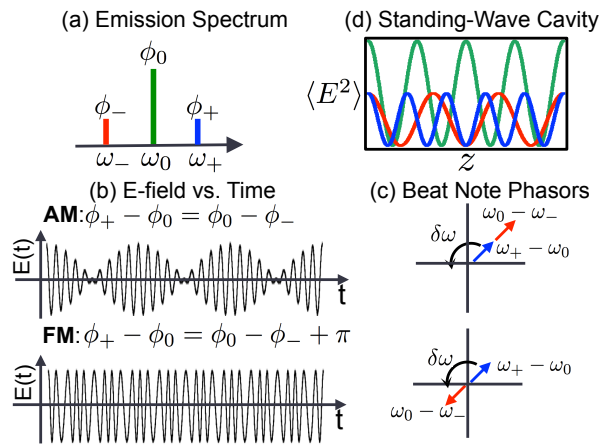 (a) Emission Spectrum
ϕ₀
ϕ₋ ϕ₊
ω₋ ω₀ ω₊
(d) Standing-Wave Cavity
⟨E²⟩
z
(b) E-field vs. Time
AM: ϕ₊ − ϕ₀ = ϕ₀ − ϕ₋
E(t)
t
FM: ϕ₊ − ϕ₀ = ϕ₀ − ϕ₋ + π
E(t)
t
(c) Beat Note Phasors
ω₀ − ω₋
δω
ω₊ − ω₀
δω
ω₊ − ω₀
ω₀ − ω₋